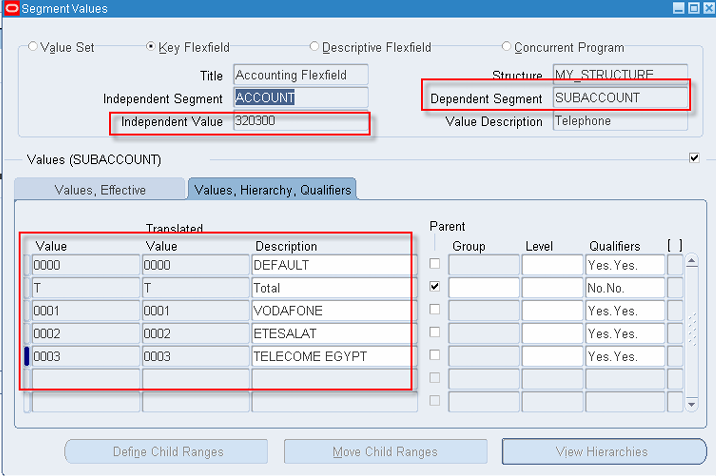 Segment Values
Value Set Key Flexfield Descriptive Flexfield Concurrent Program
Title Accounting Flexfield Structure MY_STRUCTURE
Independent Segment ACCOUNT Dependent Segment SUBACCOUNT
Independent Value 320300 Value Description Telephone
Values (SUBACCOUNT)
Values, Effective Values, Hierarchy, Qualifiers
Translated Parent
Value Value Description Group Level Qualifiers [ ]
0000 0000 DEFAULT Yes.Yes.
T T Total No.No.
0001 0001 VODAFONE Yes.Yes.
0002 0002 ETESALAT Yes.Yes.
0003 0003 TELECOME EGYPT Yes.Yes.
Define Child Ranges Move Child Ranges View Hierarchies